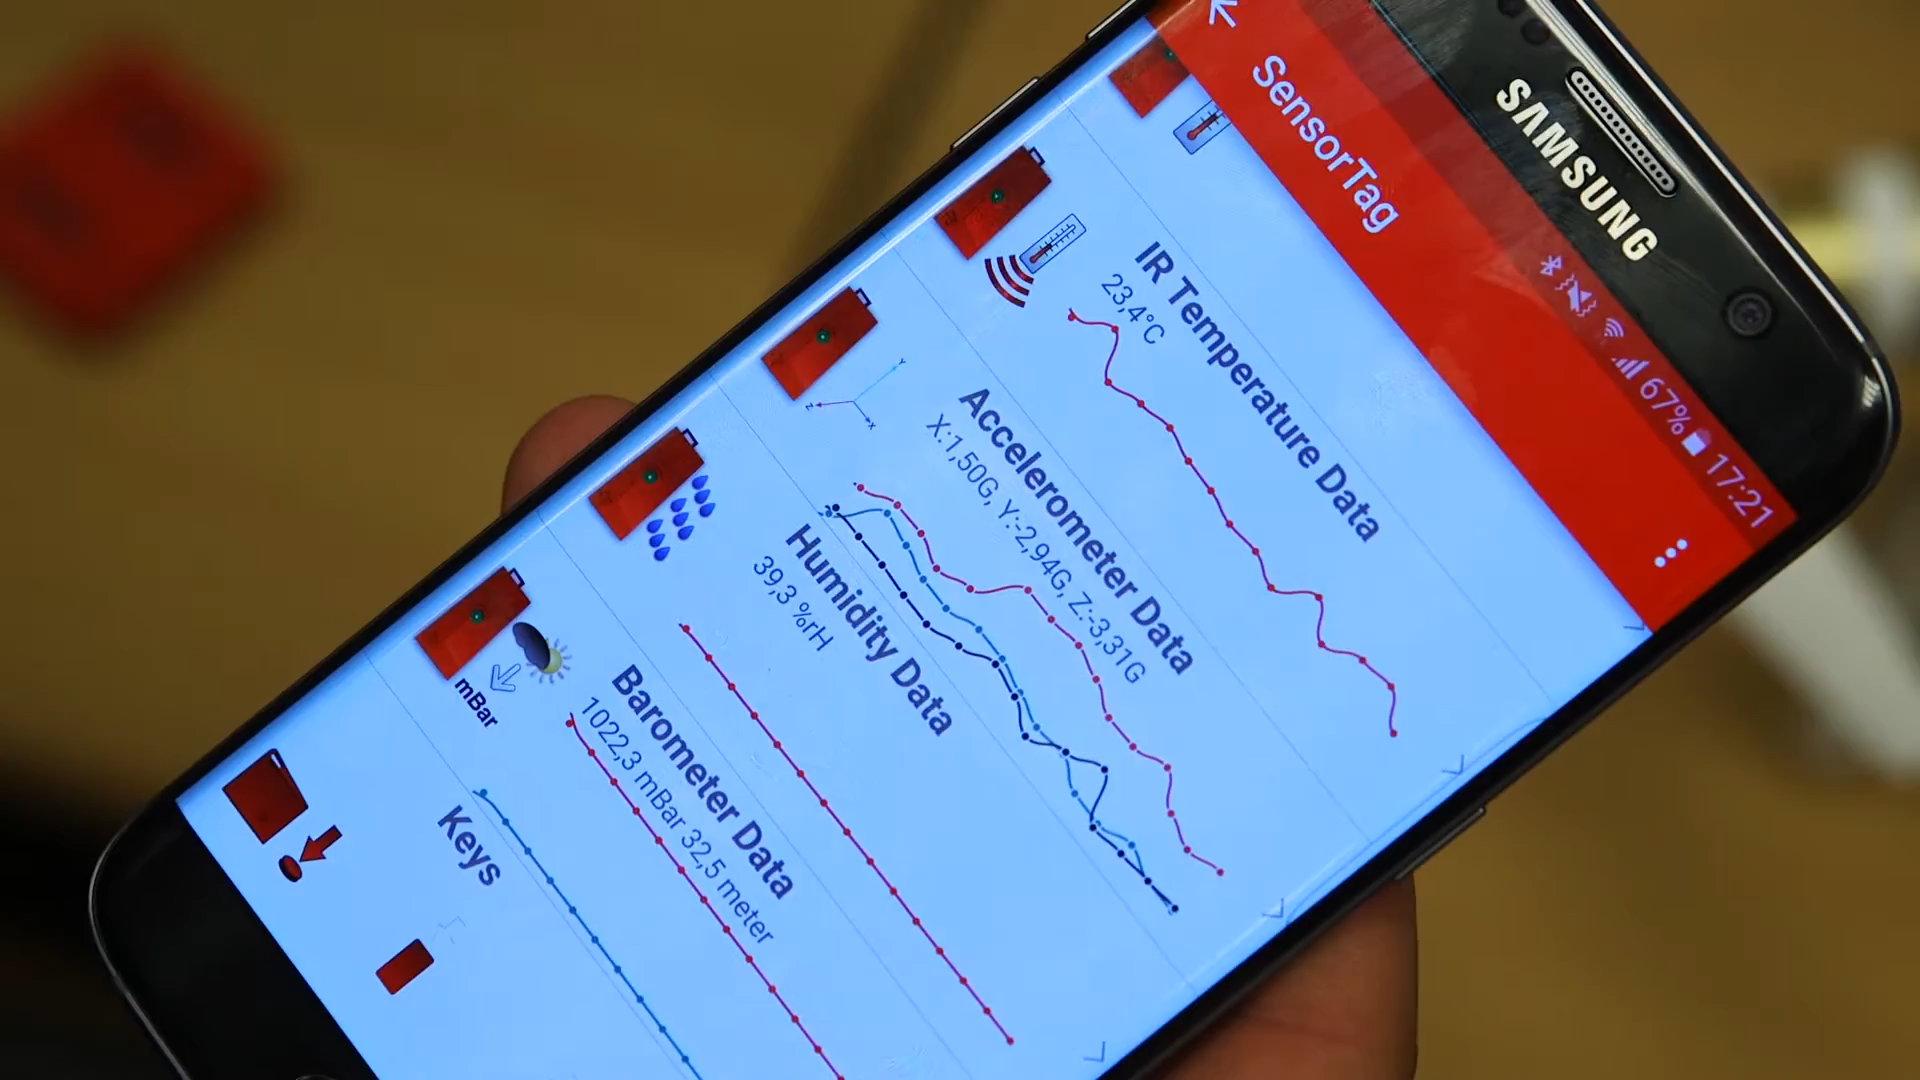 SAMSUNG
67% 17:21
SensorTag
IR Temperature Data
23,4°C
Accelerometer Data
X:1,50G, Y:-2,94G, Z:-3,31G
Y
Z
X
Humidity Data
39,3 %rH
Barometer Data
1022,3 mBar 32,5 meter
mBar
Keys